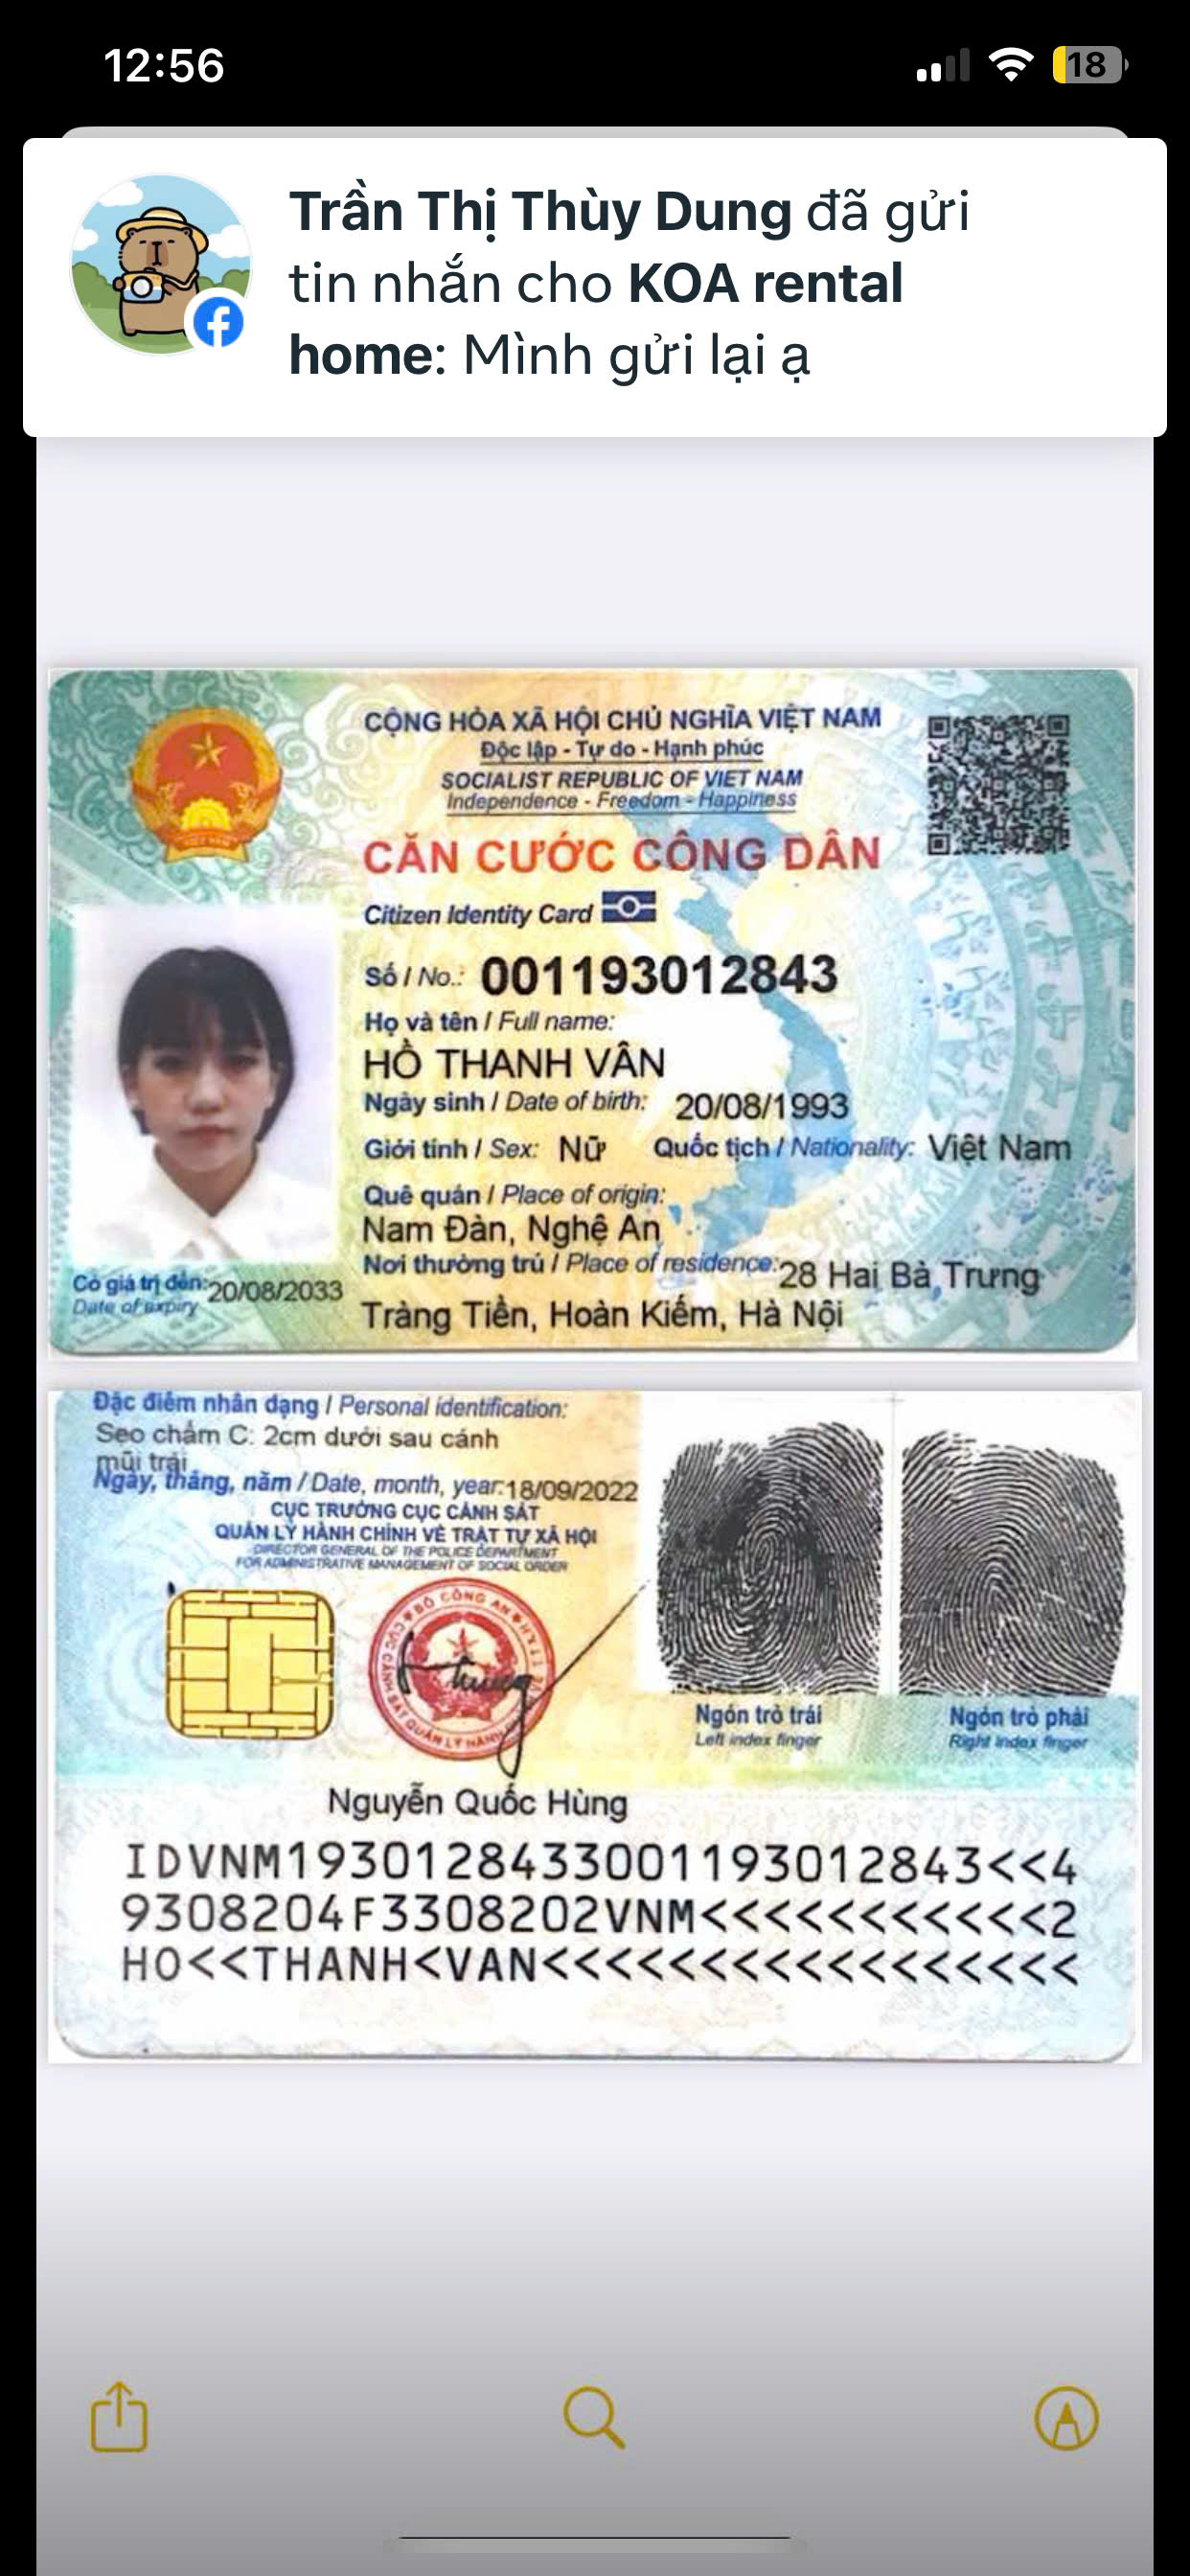 12:56
18
Trần Thị Thùy Dung đã gửi
tin nhắn cho KOA rental
home: Mình gửi lại ạ
CỘNG HÒA XÃ HỘI CHỦ NGHĨA VIỆT NAM
Độc lập - Tự do - Hạnh phúc
SOCIALIST REPUBLIC OF VIET NAM
Independence - Freedom - Happiness
CĂN CƯỚC CÔNG DÂN
Citizen Identity Card
Số / No.: 001193012843
Họ và tên / Full name:
HỒ THANH VÂN
Ngày sinh / Date of birth: 20/08/1993
Giới tính / Sex: Nữ Quốc tịch / Nationality: Việt Nam
Quê quán / Place of origin:
Nam Đàn, Nghệ An
Nơi thường trú / Place of residence: 28 Hai Bà Trưng
Tràng Tiền, Hoàn Kiếm, Hà Nội
Có giá trị đến: 20/08/2033
Date of expiry
Đặc điểm nhân dạng / Personal identification:
Sẹo chấm C: 2cm dưới sau cánh
mũi trái
Ngày, tháng, năm / Date, month, year: 18/09/2022
CỤC TRƯỞNG CỤC CẢNH SÁT
QUẢN LÝ HÀNH CHÍNH VỀ TRẬT TỰ XÃ HỘI
DIRECTOR GENERAL OF THE POLICE DEPARTMENT
FOR ADMINISTRATIVE MANAGEMENT OF SOCIAL ORDER
BỘ CÔNG AN
Ngón trỏ trái
Left index finger
Ngón trỏ phải
Right index finger
Nguyễn Quốc Hùng
IDVNM1930128433001193012843<<4
9308204F3308202VNM<<<<<<<<<<<2
HO<<THANH<VAN<<<<<<<<<<<<<<<<<